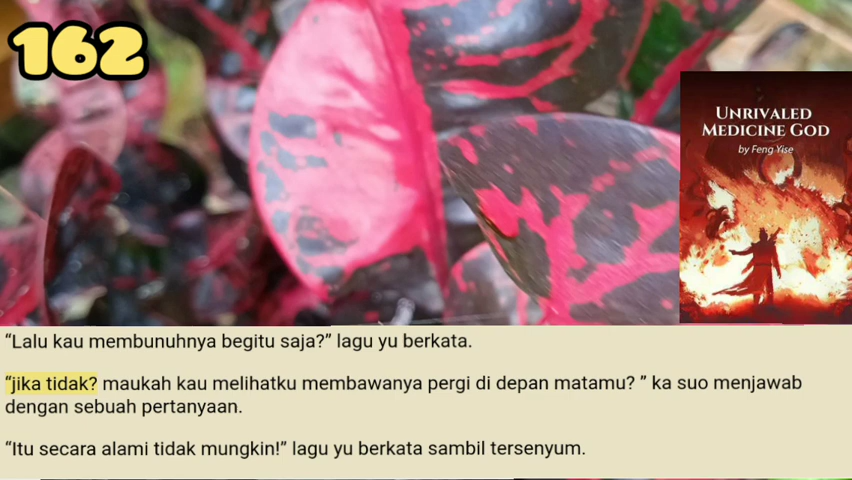 162
UNRIVALED
MEDICINE GOD
by Feng Yise
“Lalu kau membunuhnya begitu saja?” lagu yu berkata.
“jika tidak? maukah kau melihatku membawanya pergi di depan matamu? ” ka suo menjawab
dengan sebuah pertanyaan.
“Itu secara alami tidak mungkin!” lagu yu berkata sambil tersenyum.